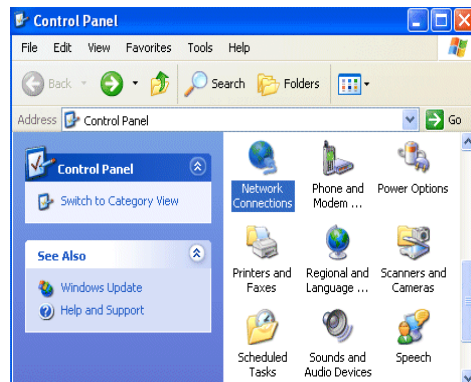 Control Panel
File Edit View Favorites Tools Help
Back Search Folders
Address Control Panel Go
Control Panel
Switch to Category View
See Also
Windows Update
Help and Support
Network Connections
Phone and Modem ...
Power Options
Printers and Faxes
Regional and Language ...
Scanners and Cameras
Scheduled Tasks
Sounds and Audio Devices
Speech